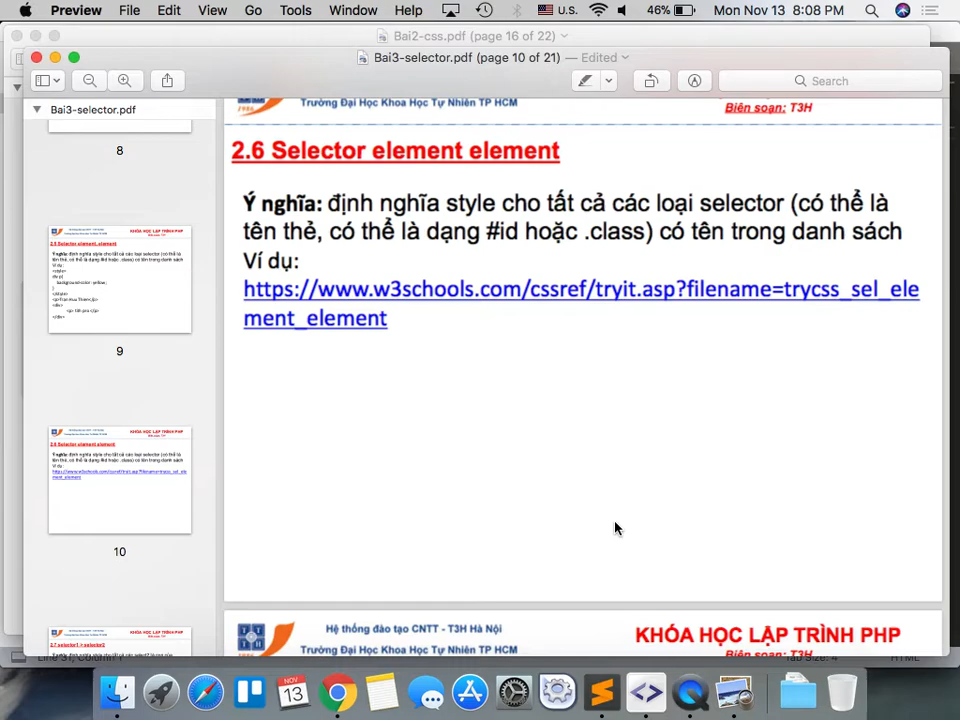 Preview File Edit View Go Tools Window Help U.S. 46% Mon Nov 13 8:08 PM
Bai2-css.pdf (page 16 of 22)
Bai3-selector.pdf (page 10 of 21) — Edited
Search
Bai3-selector.pdf
8
9
10
Trường Đại Học Khoa Học Tự Nhiên TP HCM
Biên soạn: T3H
2.6 Selector element element
Ý nghĩa: định nghĩa style cho tất cả các loại selector (có thể là
tên thẻ, có thể là dạng #id hoặc .class) có tên trong danh sách
Ví dụ:
https://www.w3schools.com/cssref/tryit.asp?filename=trycss_sel_ele
ment_element
Hệ thống đào tạo CNTT - T3H Hà Nội
KHÓA HỌC LẬP TRÌNH PHP
Trường Đại Học Khoa Học Tự Nhiên TP HCM
Biên soạn: T3H
NOV
13